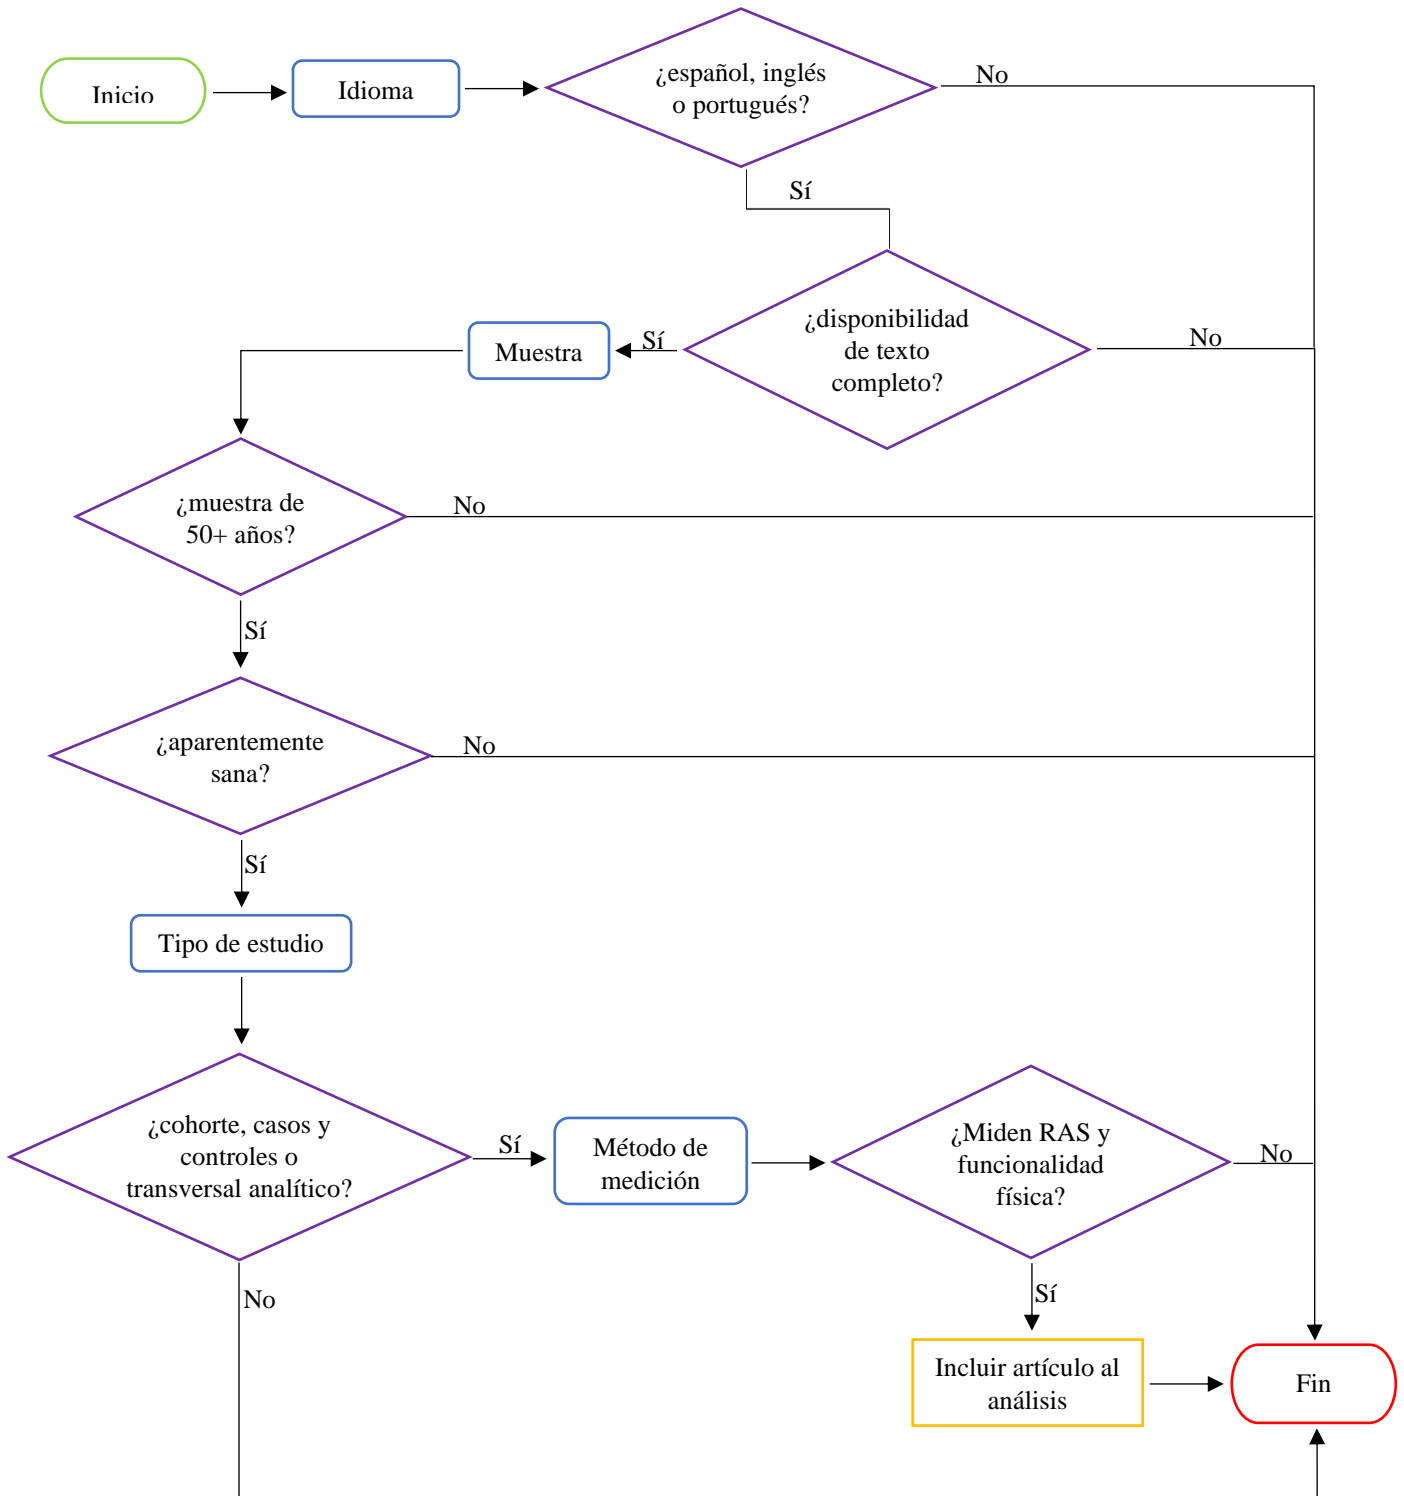 Inicio
Idioma
¿español, inglés
o portugués?
No
Sí
¿disponibilidad
de texto
completo?
No
Sí
Muestra
¿muestra de
50+ años?
No
Sí
¿aparentemente
sana?
No
Sí
Tipo de estudio
¿cohorte, casos y
controles o
transversal analítico?
Sí
No
Método de
medición
¿Miden RAS y
funcionalidad
física?
No
Sí
Incluir artículo al
análisis
Fin